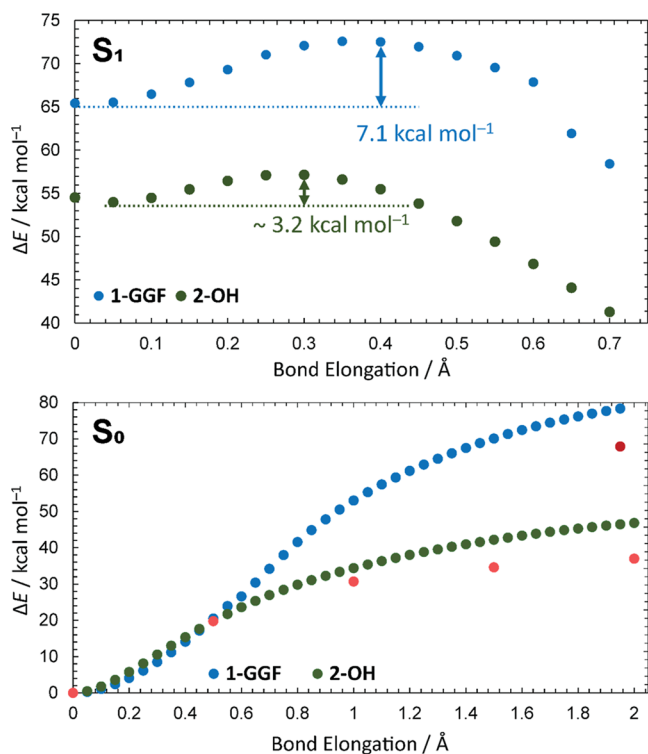 S₁
75
70
65
60
55
50
45
40
ΔE / kcal mol⁻¹
7.1 kcal mol⁻¹
~ 3.2 kcal mol⁻¹
1-GGF 2-OH
0 0.1 0.2 0.3 0.4 0.5 0.6 0.7
Bond Elongation / Å
S₀
80
70
60
50
40
30
20
10
0
ΔE / kcal mol⁻¹
1-GGF 2-OH
0 0.2 0.4 0.6 0.8 1 1.2 1.4 1.6 1.8 2
Bond Elongation / Å